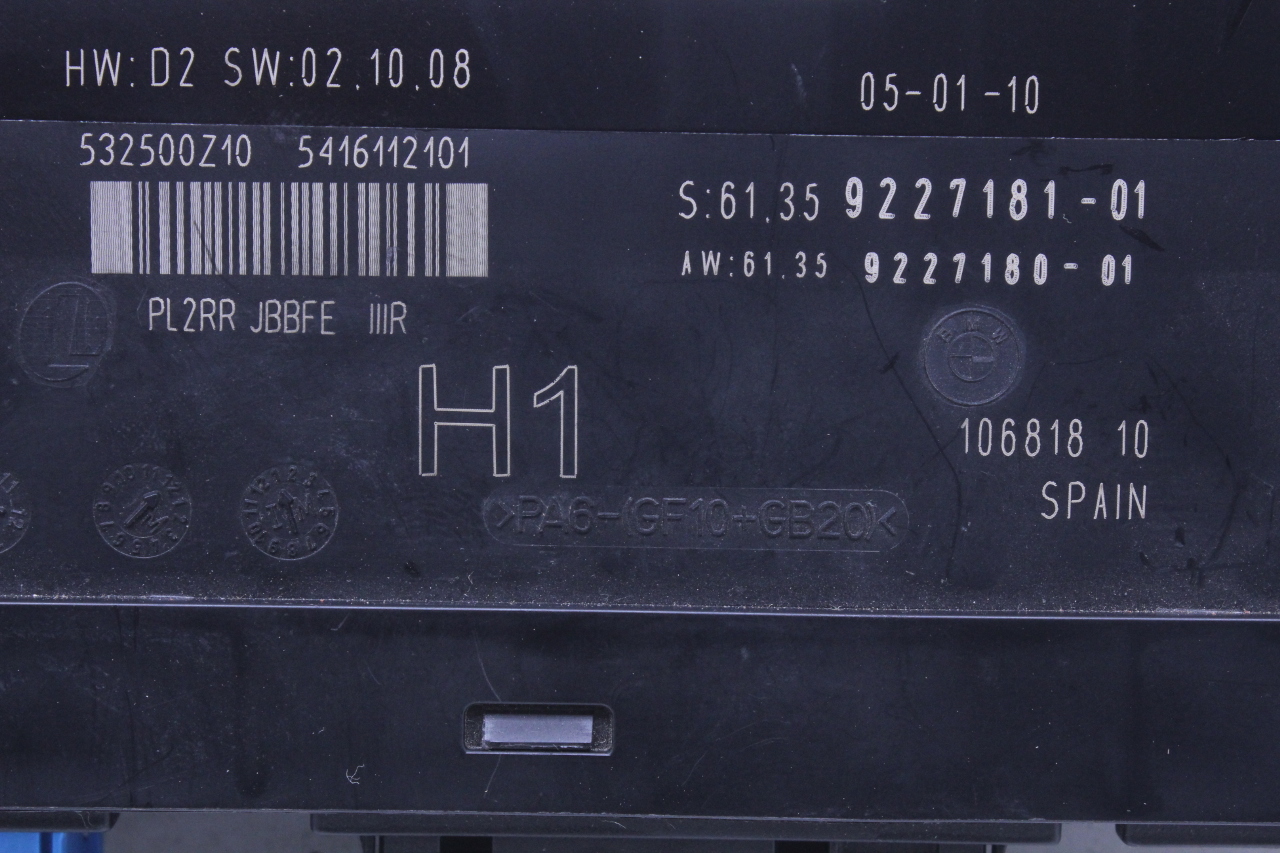 HW: D2 SW:02.10.08
05-01-10
532500Z10 5416112101
S:61.35 9227181-01
AW:61.35 9227180-01
PL2RR JBBFE IIIR
BMW
H1
106818 10
SPAIN
>PA6-(GF10+GB20)<